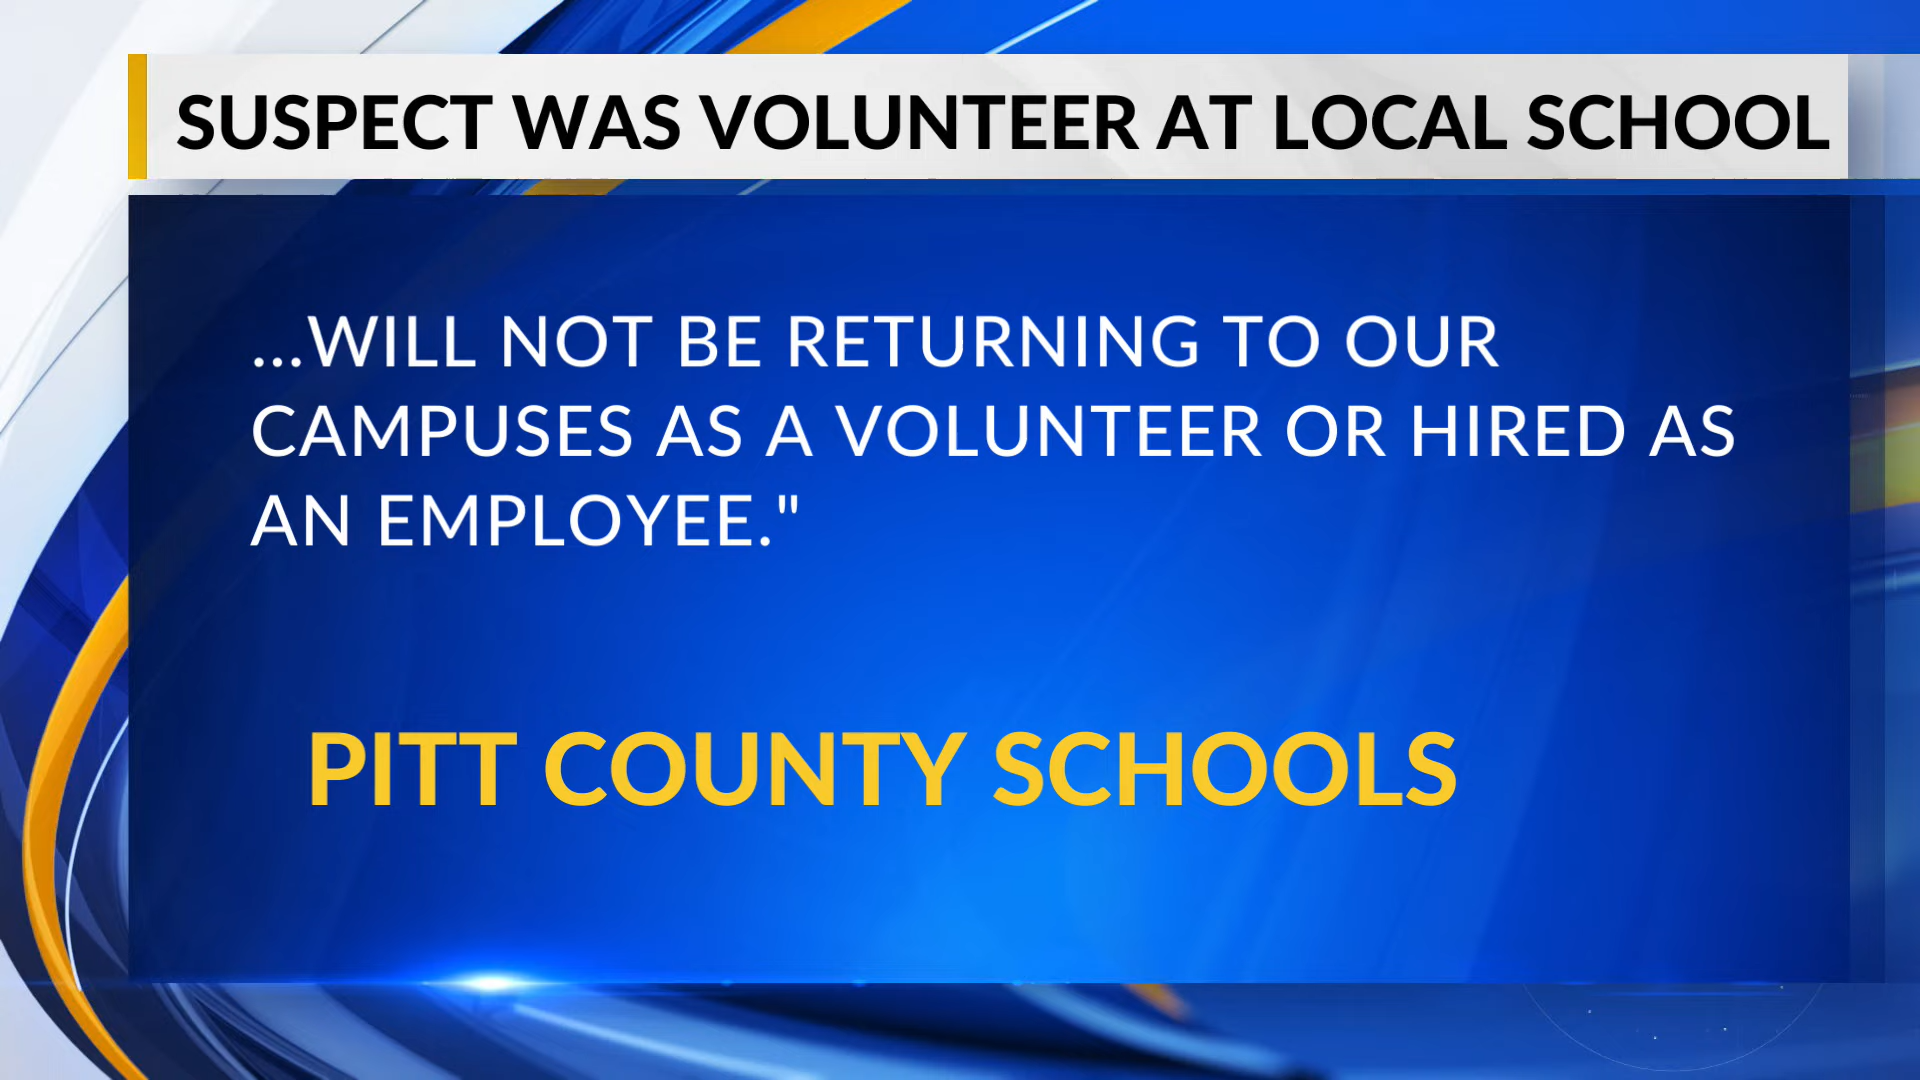 SUSPECT WAS VOLUNTEER AT LOCAL SCHOOL
...WILL NOT BE RETURNING TO OUR
CAMPUSES AS A VOLUNTEER OR HIRED AS
AN EMPLOYEE."
PITT COUNTY SCHOOLS